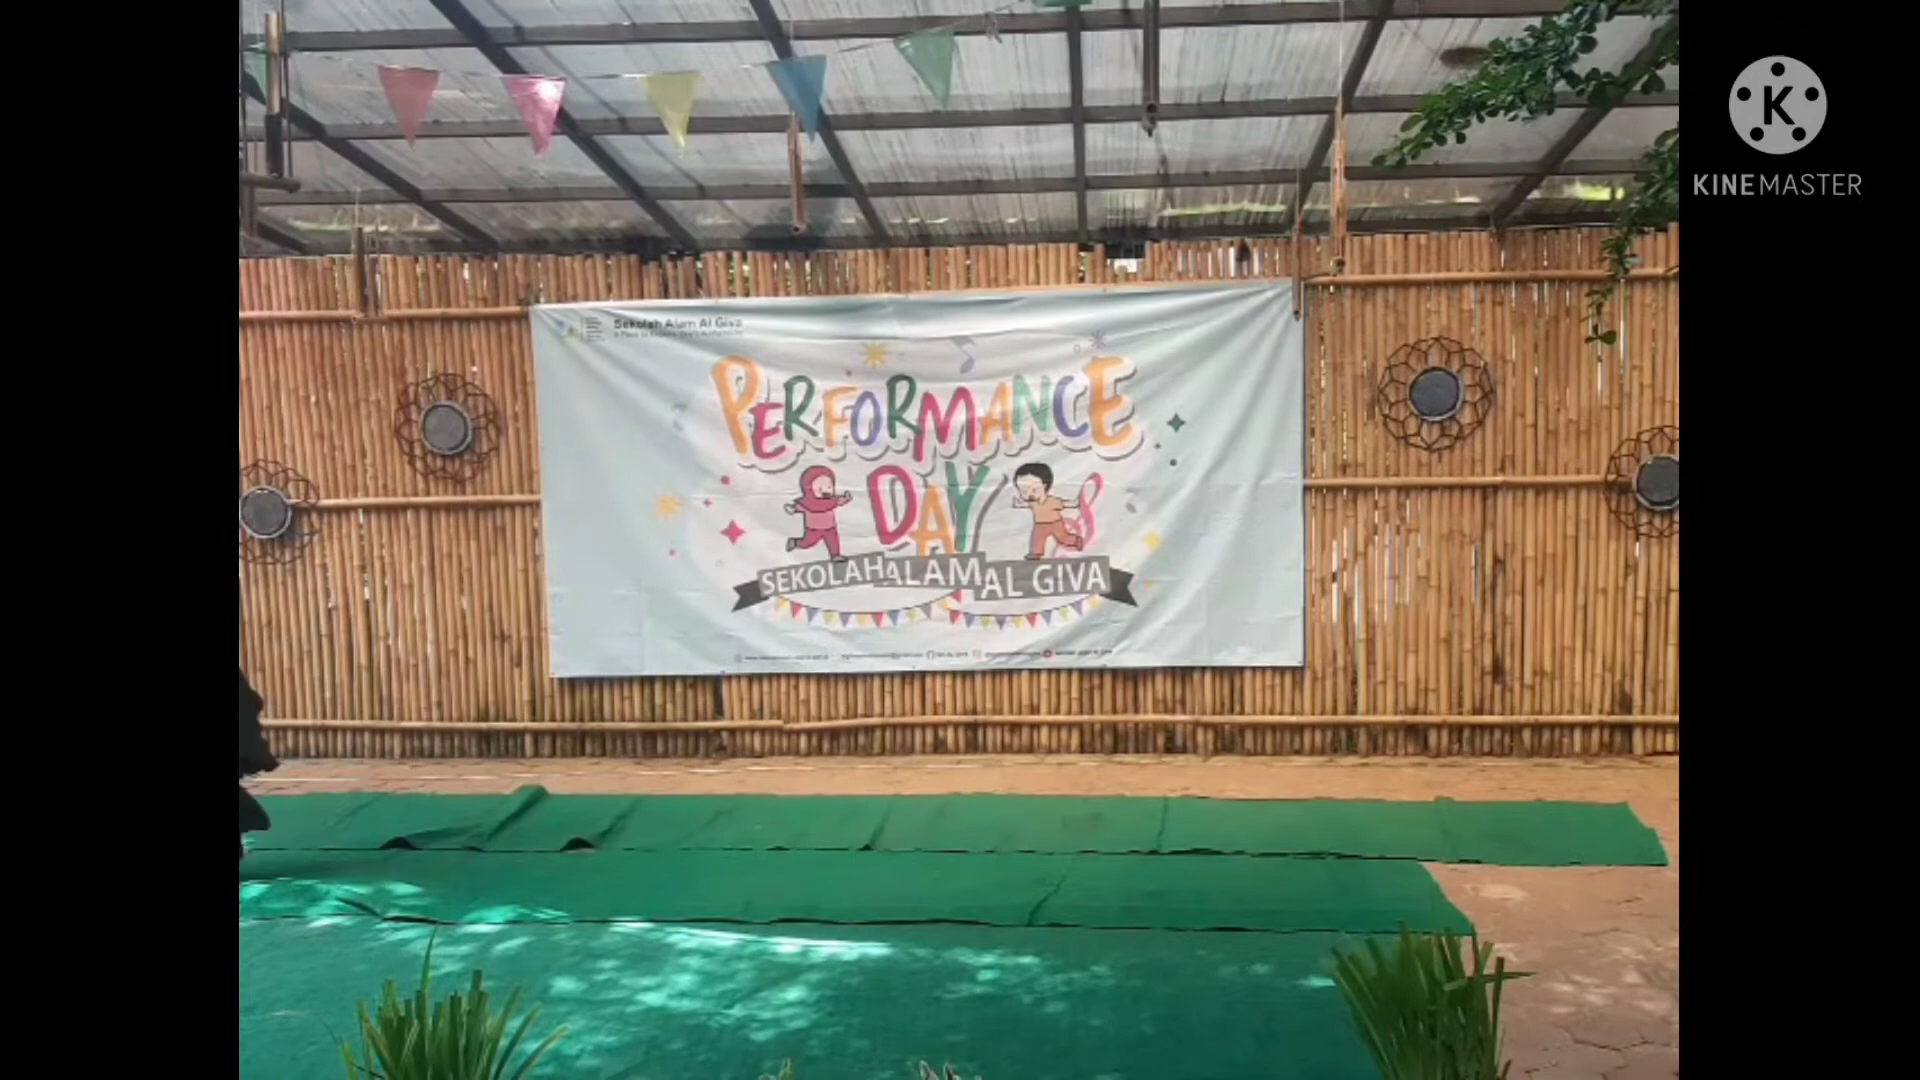 KINEMASTER
Sekolah Alam Al Giva
PERFORMANCE
DAY
SEKOLAH ALAM AL GIVA